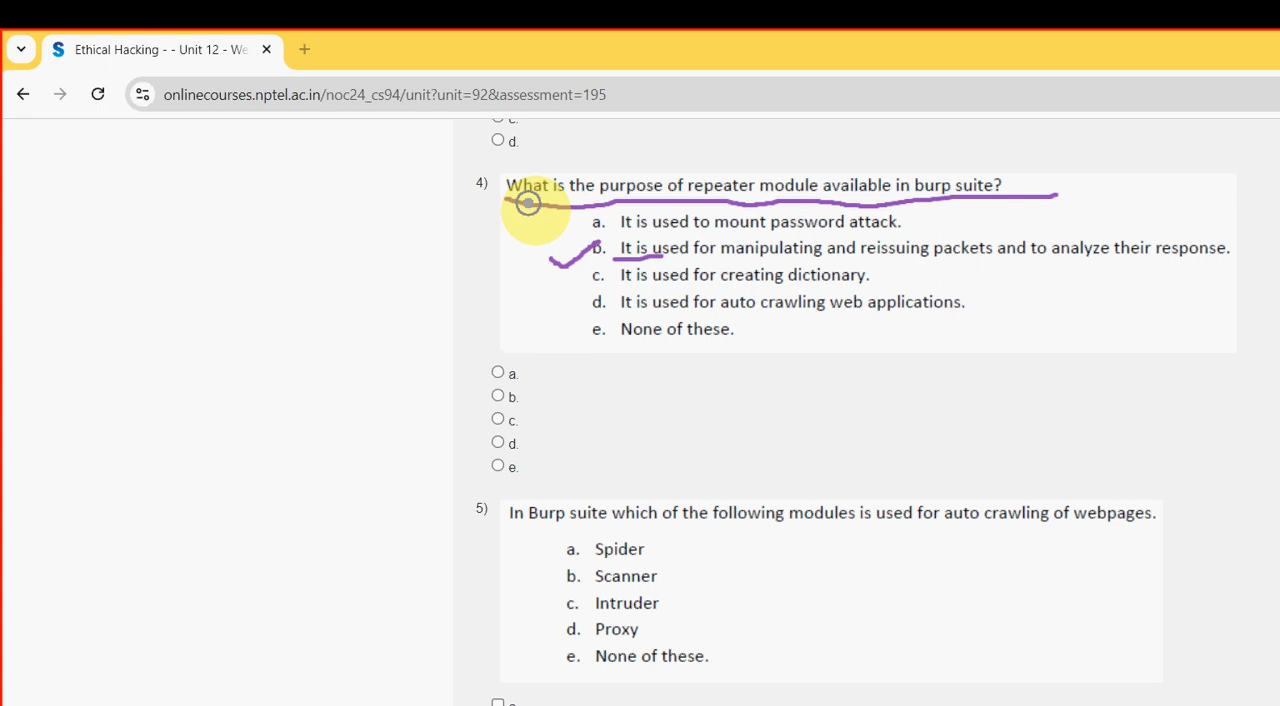 Ethical Hacking - - Unit 12 - We
onlinecourses.nptel.ac.in/noc24_cs94/unit?unit=92&assessment=195
c.
d.
4) What is the purpose of repeater module available in burp suite?
a. It is used to mount password attack.
b. It is used for manipulating and reissuing packets and to analyze their response.
c. It is used for creating dictionary.
d. It is used for auto crawling web applications.
e. None of these.
a.
b.
c.
d.
e.
5) In Burp suite which of the following modules is used for auto crawling of webpages.
a. Spider
b. Scanner
c. Intruder
d. Proxy
e. None of these.